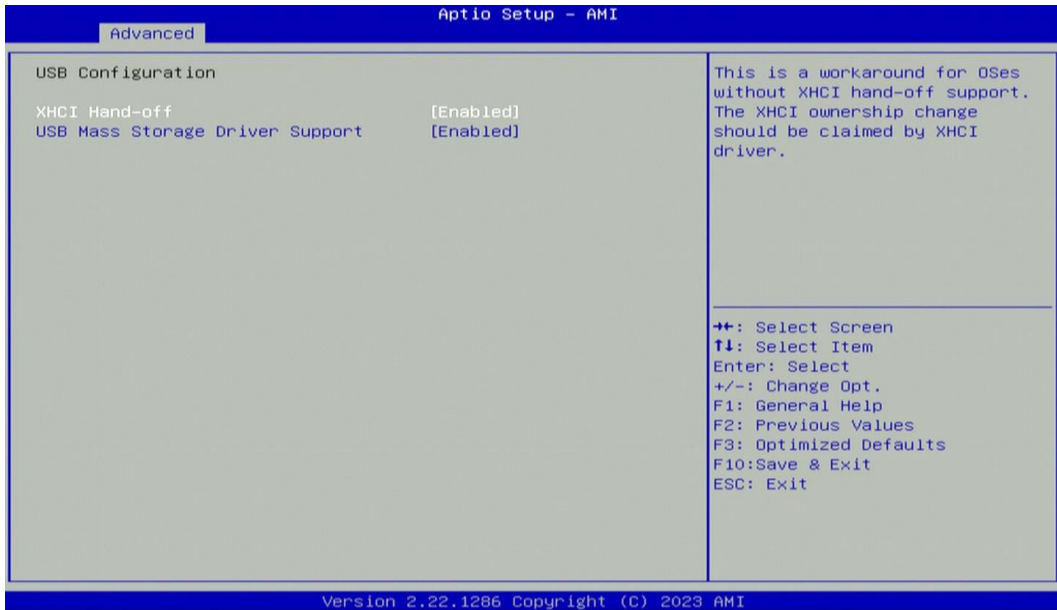 Aptio Setup – AMI
Advanced
USB Configuration
XHCI Hand-off [Enabled]
USB Mass Storage Driver Support [Enabled]
This is a workaround for OSes
without XHCI hand-off support.
The XHCI ownership change
should be claimed by XHCI
driver.
→←: Select Screen
↑↓: Select Item
Enter: Select
+/-: Change Opt.
F1: General Help
F2: Previous Values
F3: Optimized Defaults
F10:Save & Exit
ESC: Exit
Version 2.22.1286 Copyright (C) 2023 AMI